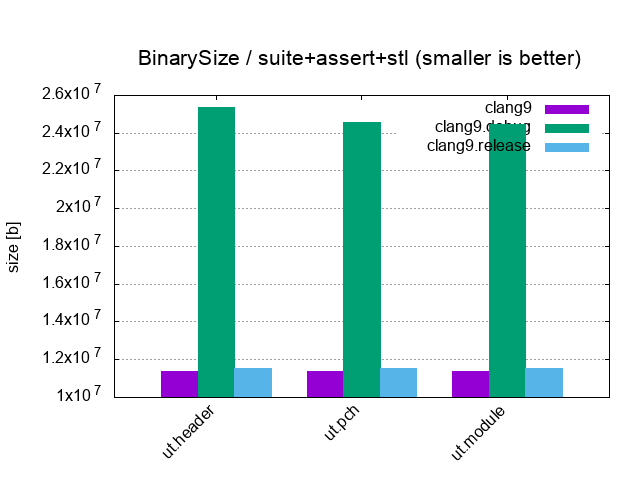 BinarySize / suite+assert+stl (smaller is better)
2.6x10 7
2.4x10 7
2.2x10 7
2x10 7
1.8x10 7
1.6x10 7
1.4x10 7
1.2x10 7
1x10 7
size [b]
clang9
clang9.debug
clang9.release
ut.header
ut.pch
ut.module